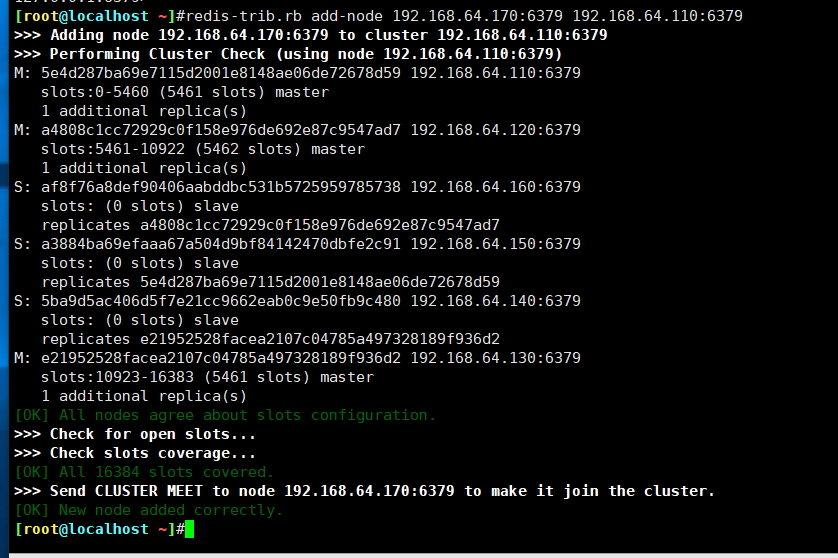 [root@localhost ~]#redis-trib.rb add-node 192.168.64.170:6379 192.168.64.110:6379
>>> Adding node 192.168.64.170:6379 to cluster 192.168.64.110:6379
>>> Performing Cluster Check (using node 192.168.64.110:6379)
M: 5e4d287ba69e7115d2001e8148ae06de72678d59 192.168.64.110:6379
   slots:0-5460 (5461 slots) master
   1 additional replica(s)
M: a4808c1cc72929c0f158e976de692e87c9547ad7 192.168.64.120:6379
   slots:5461-10922 (5462 slots) master
   1 additional replica(s)
S: af8f76a8def90406aabddbc531b5725959785738 192.168.64.160:6379
   slots: (0 slots) slave
   replicates a4808c1cc72929c0f158e976de692e87c9547ad7
S: a3884ba69efaaa67a504d9bf84142470dbfe2c91 192.168.64.150:6379
   slots: (0 slots) slave
   replicates 5e4d287ba69e7115d2001e8148ae06de72678d59
S: 5ba9d5ac406d5f7e21cc9662eab0c9e50fb9c480 192.168.64.140:6379
   slots: (0 slots) slave
   replicates e21952528facea2107c04785a497328189f936d2
M: e21952528facea2107c04785a497328189f936d2 192.168.64.130:6379
   slots:10923-16383 (5461 slots) master
   1 additional replica(s)
[OK] All nodes agree about slots configuration.
>>> Check for open slots...
>>> Check slots coverage...
[OK] All 16384 slots covered.
>>> Send CLUSTER MEET to node 192.168.64.170:6379 to make it join the cluster.
[OK] New node added correctly.
[root@localhost ~]#